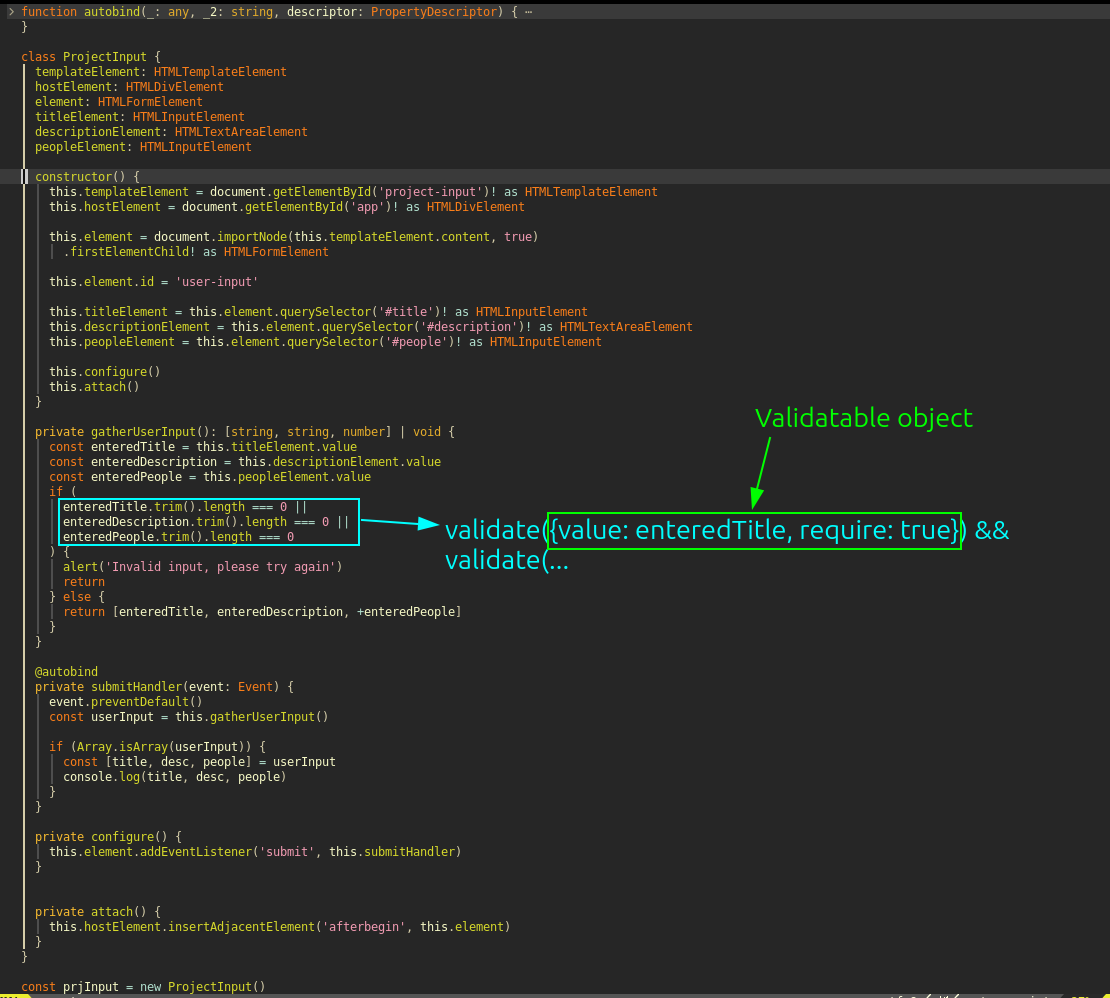 function autobind(_: any, _2: string, descriptor: PropertyDescriptor) { ⋯
}
class ProjectInput {
templateElement: HTMLTemplateElement
hostElement: HTMLDivElement
element: HTMLFormElement
titleElement: HTMLInputElement
descriptionElement: HTMLTextAreaElement
peopleElement: HTMLInputElement
constructor() {
this.templateElement = document.getElementById('project-input')! as HTMLTemplateElement
this.hostElement = document.getElementById('app')! as HTMLDivElement
this.element = document.importNode(this.templateElement.content, true)
.firstElementChild! as HTMLFormElement
this.element.id = 'user-input'
this.titleElement = this.element.querySelector('#title')! as HTMLInputElement
this.descriptionElement = this.element.querySelector('#description')! as HTMLTextAreaElement
this.peopleElement = this.element.querySelector('#people')! as HTMLInputElement
this.configure()
this.attach()
}
Validatable object
private gatherUserInput(): [string, string, number] | void {
const enteredTitle = this.titleElement.value
const enteredDescription = this.descriptionElement.value
const enteredPeople = this.peopleElement.value
if (
enteredTitle.trim().length === 0 ||
enteredDescription.trim().length === 0 ||
enteredPeople.trim().length === 0
validate({value: enteredTitle, require: true}) &&
validate(...
) {
alert('Invalid input, please try again')
return
} else {
return [enteredTitle, enteredDescription, +enteredPeople]
}
}
@autobind
private submitHandler(event: Event) {
event.preventDefault()
const userInput = this.gatherUserInput()
if (Array.isArray(userInput)) {
const [title, desc, people] = userInput
console.log(title, desc, people)
}
}
private configure() {
this.element.addEventListener('submit', this.submitHandler)
}
private attach() {
this.hostElement.insertAdjacentElement('afterbegin', this.element)
}
}
const prjInput = new ProjectInput()